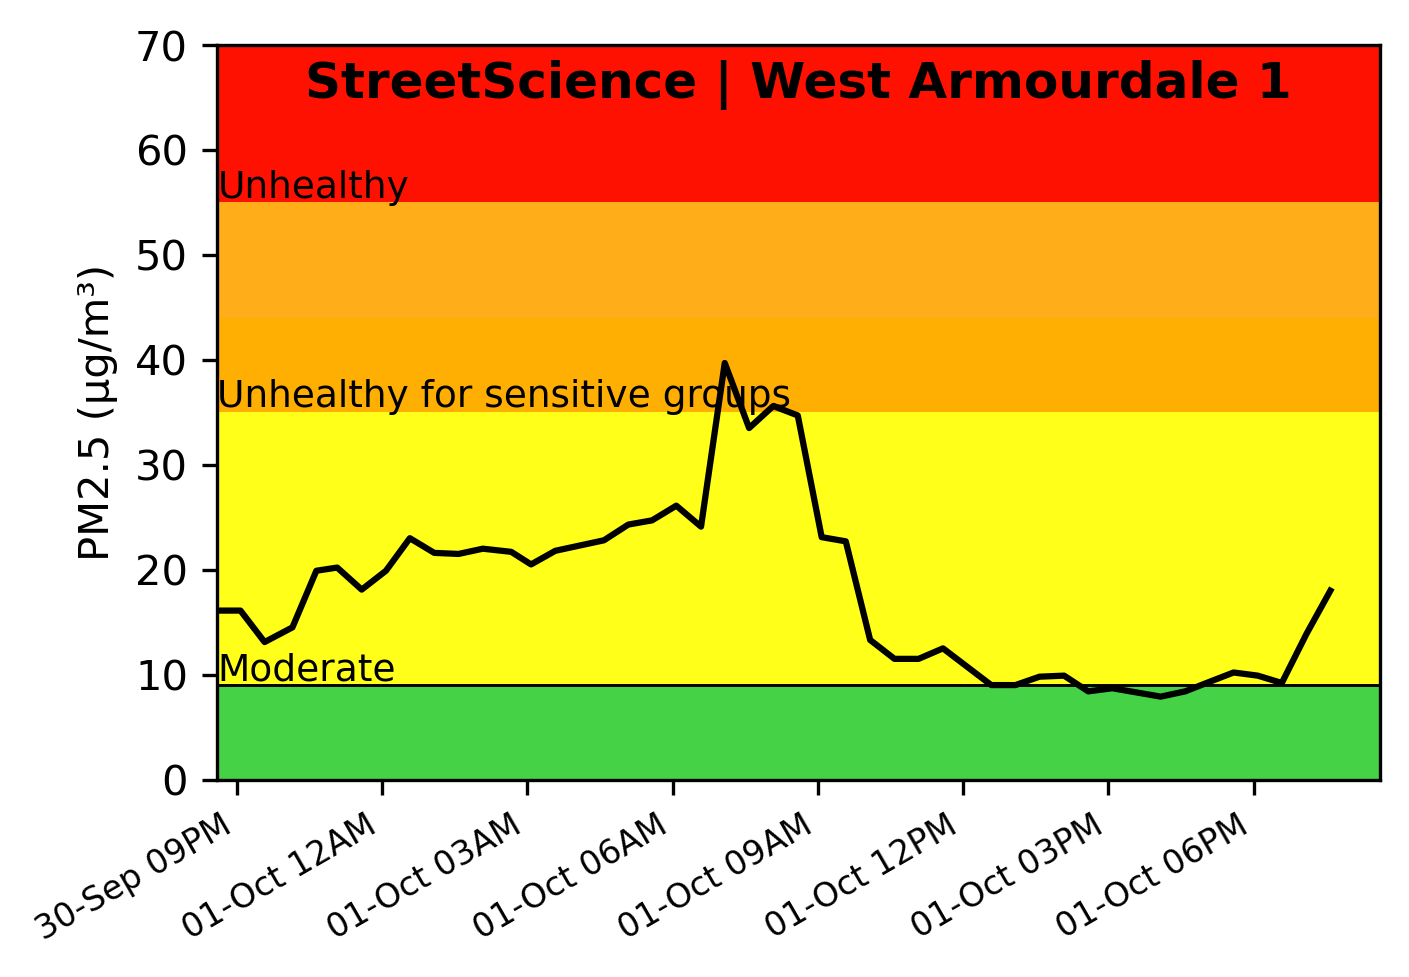 StreetScience | West Armourdale 1
70
60
50
40
30
20
10
0
PM2.5 (µg/m³)
Unhealthy
Unhealthy for sensitive groups
Moderate
30-Sep 09PM
01-Oct 12AM
01-Oct 03AM
01-Oct 06AM
01-Oct 09AM
01-Oct 12PM
01-Oct 03PM
01-Oct 06PM